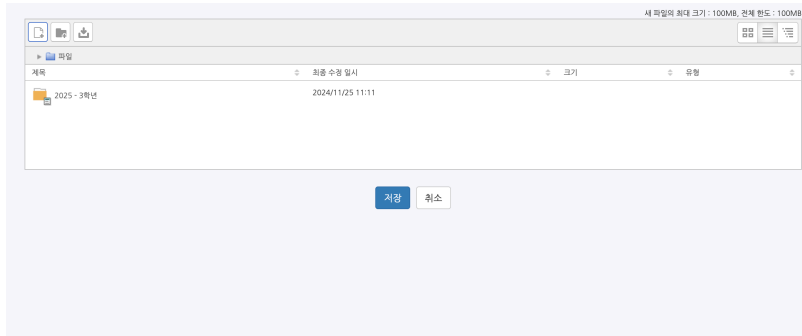 새 파일의 최대 크기 : 100MB, 전체 한도 : 100MB
파일
제목 최종 수정 일시 크기 유형
2025 - 3학년 2024/11/25 11:11
저장 취소